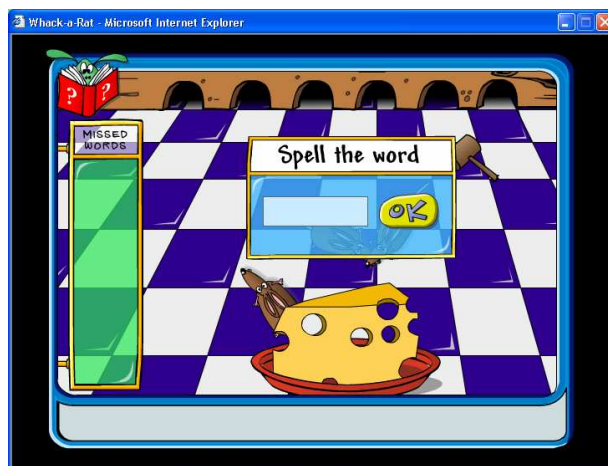 Whack-a-Rat - Microsoft Internet Explorer
? ?
MISSED
WORDS
Spell the word
OK